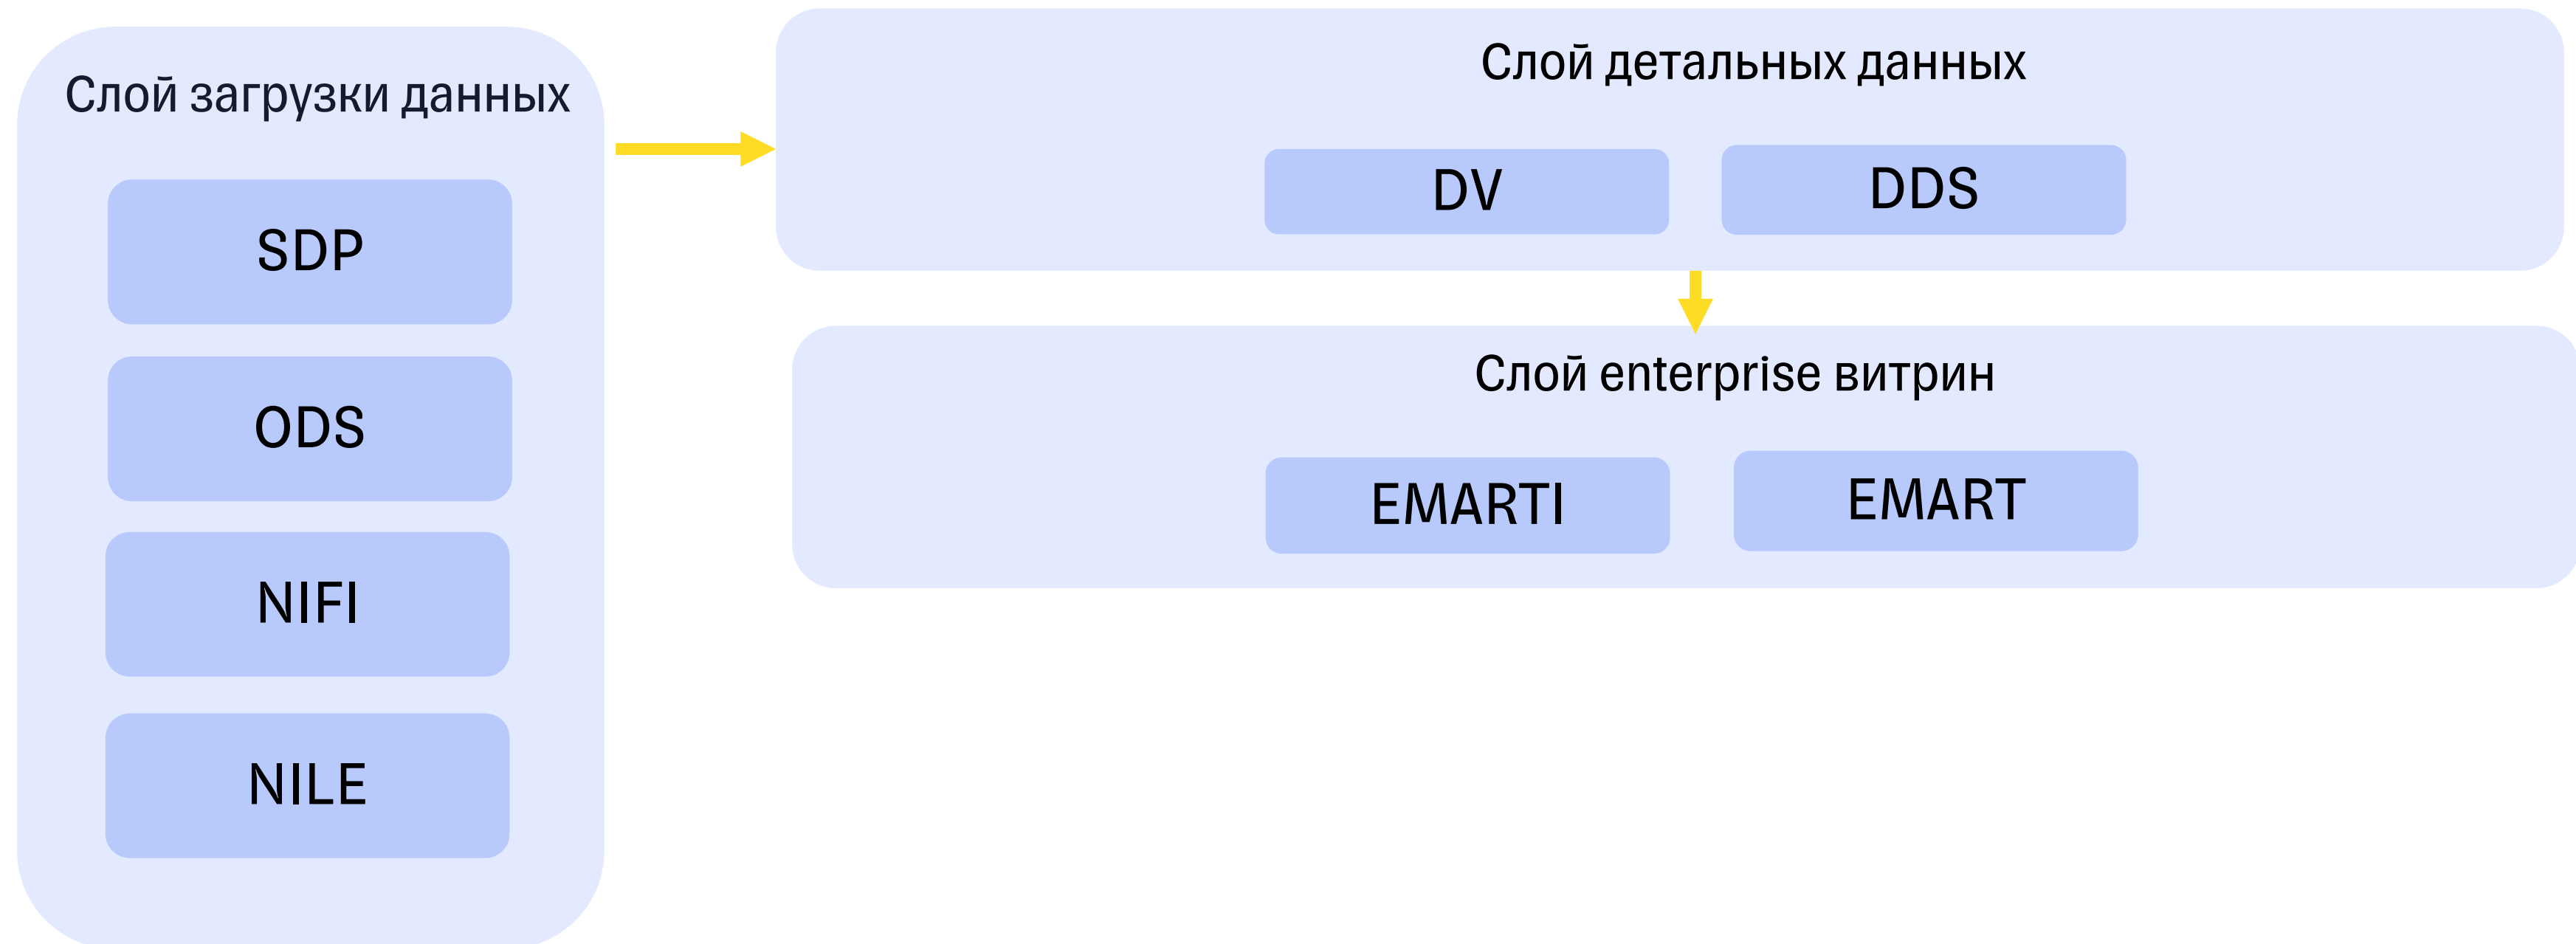 Слой загрузки данных
SDP
ODS
NIFI
NILE
Слой детальных данных
DV
DDS
Слой enterprise витрин
EMARTI
EMART